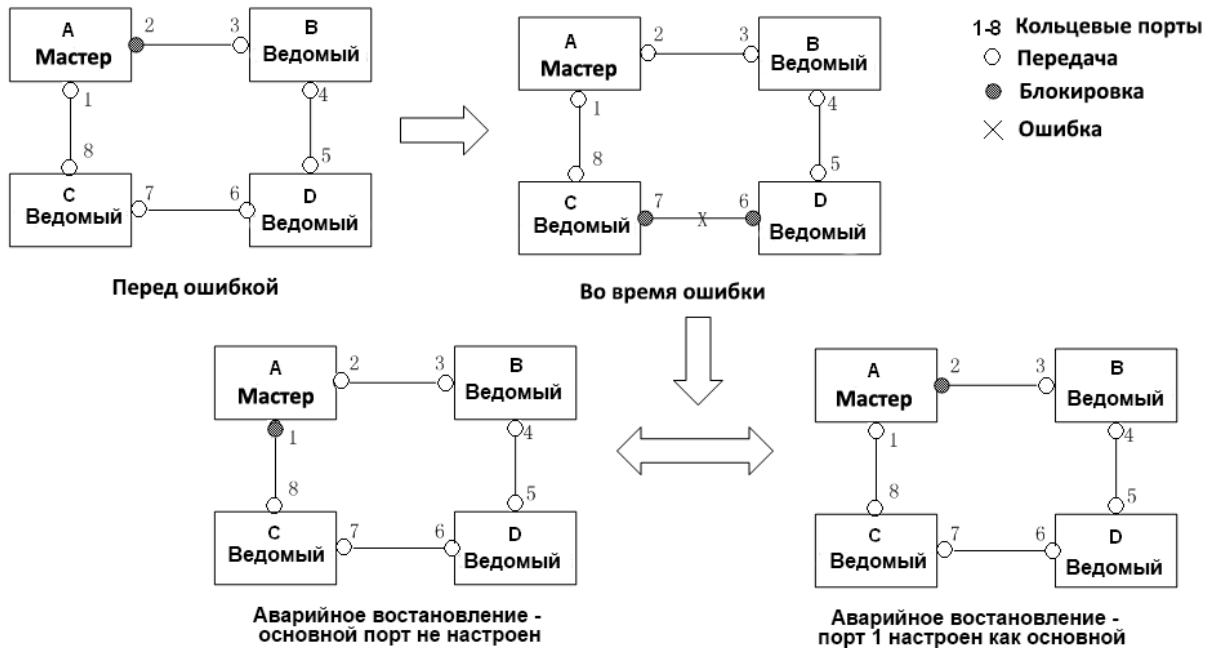 A
Мастер
2
3
B
Ведомый
1
4
8
5
C
Ведомый
7
6
D
Ведомый
Перед ошибкой
A
Мастер
2
3
B
Ведомый
1
4
8
5
C
Ведомый
7
X
6
D
Ведомый
Во время ошибки
1-8 Кольцевые порты
Передача
Блокировка
Ошибка
A
Мастер
2
3
B
Ведомый
1
4
8
5
C
Ведомый
7
6
D
Ведомый
Аварийное востановление -
основной порт не настроен
A
Мастер
2
3
B
Ведомый
1
4
8
5
C
Ведомый
7
6
D
Ведомый
Аварийное востановление -
порт 1 настроен как основной